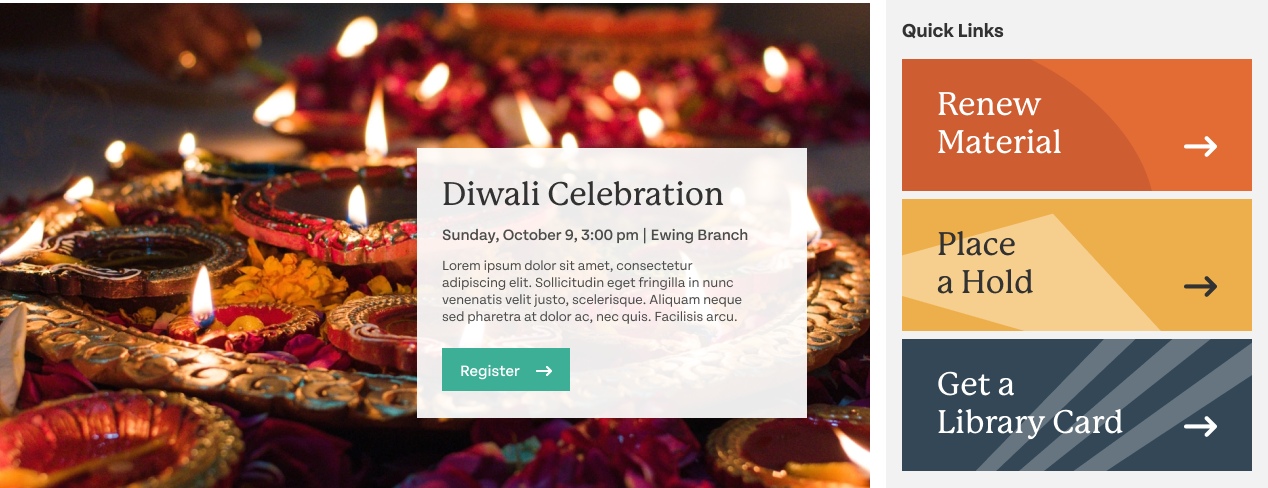 Diwali Celebration
Sunday, October 9, 3:00 pm | Ewing Branch
Lorem ipsum dolor sit amet, consectetur
adipiscing elit. Sollicitudin eget fringilla in nunc
venenatis velit justo, scelerisque. Aliquam neque
sed pharetra at dolor ac, nec quis. Facilisis arcu.
Register
Quick Links
Renew
Material
Place
a Hold
Get a
Library Card